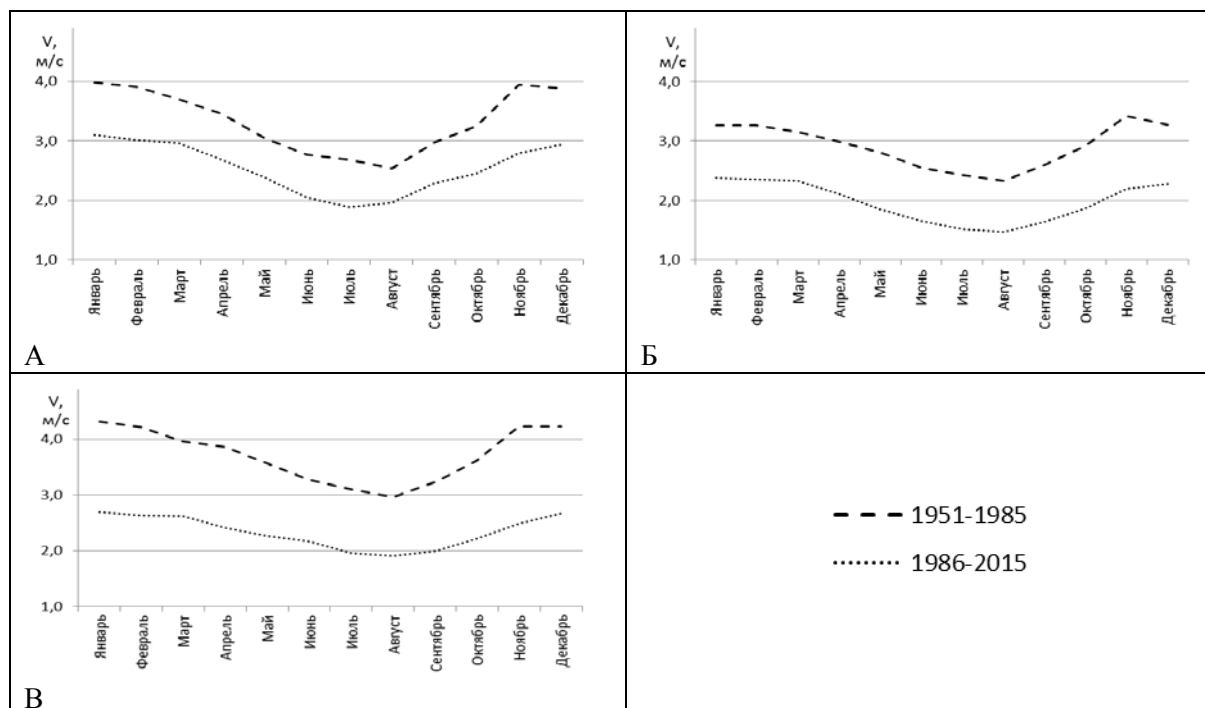 V,
м/с
4,0
3,0
2,0
1,0
Январь
Февраль
Март
Апрель
Май
Июнь
Июль
Август
Сентябрь
Октябрь
Ноябрь
Декабрь
А
V,
м/с
4,0
3,0
2,0
1,0
Январь
Февраль
Март
Апрель
Май
Июнь
Июль
Август
Сентябрь
Октябрь
Ноябрь
Декабрь
Б
V,
м/с
4,0
3,0
2,0
1,0
Январь
Февраль
Март
Апрель
Май
Июнь
Июль
Август
Сентябрь
Октябрь
Ноябрь
Декабрь
В
1951-1985
1986-2015